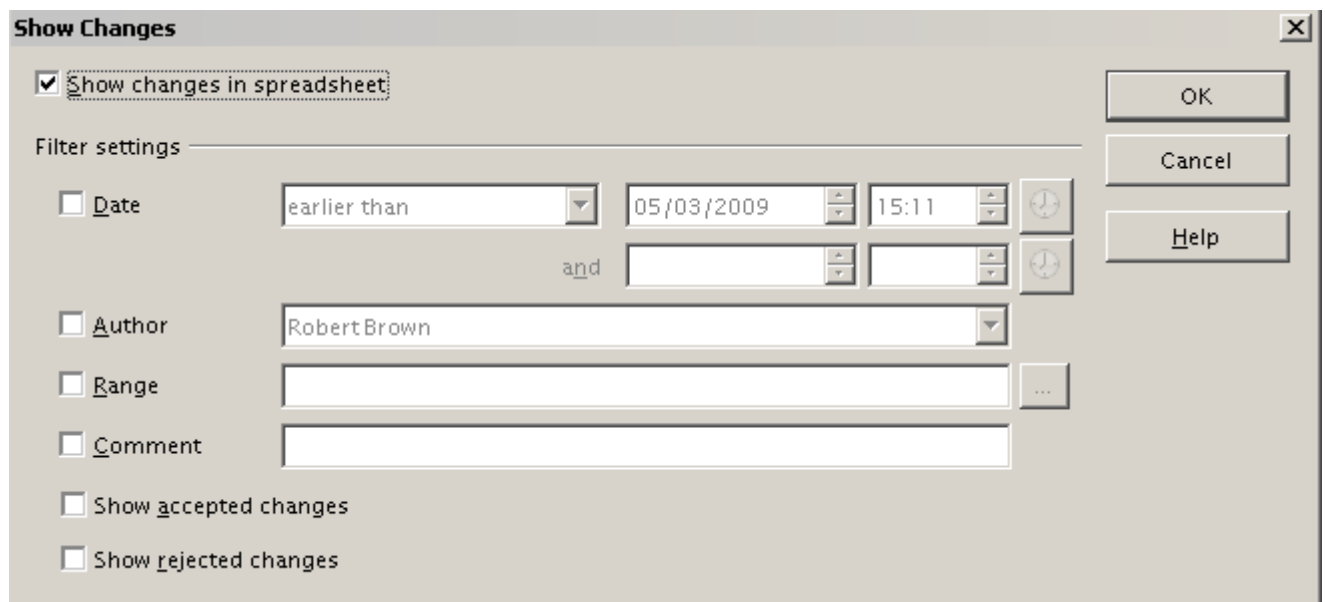 Show Changes
Show changes in spreadsheet
OK
Filter settings
Cancel
Date earlier than 05/03/2009 15:11
Help
and
Author Robert Brown
Range ...
Comment
Show accepted changes
Show rejected changes